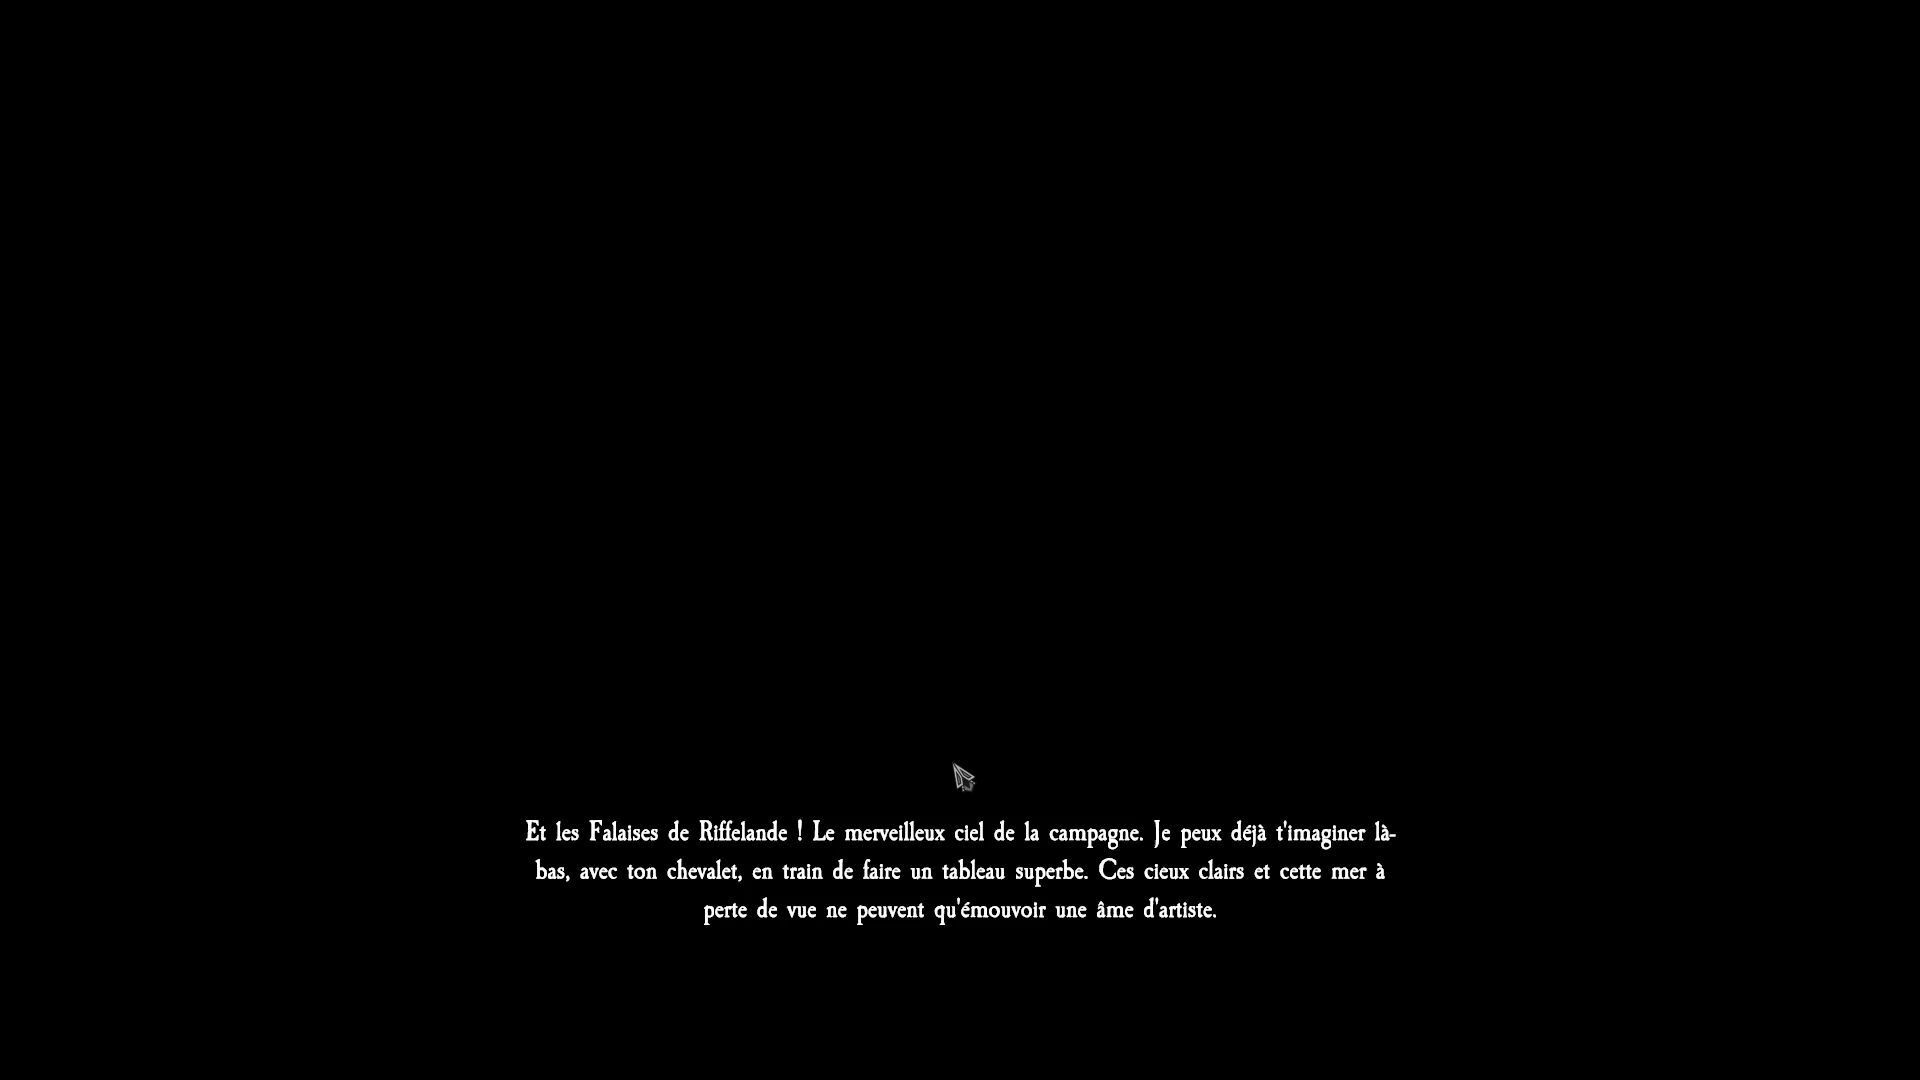 Et les Falaises de Riffelande ! Le merveilleux ciel de la campagne. Je peux déjà t'imaginer là-
bas, avec ton chevalet, en train de faire un tableau superbe. Ces cieux clairs et cette mer à
perte de vue ne peuvent qu'émouvoir une âme d'artiste.